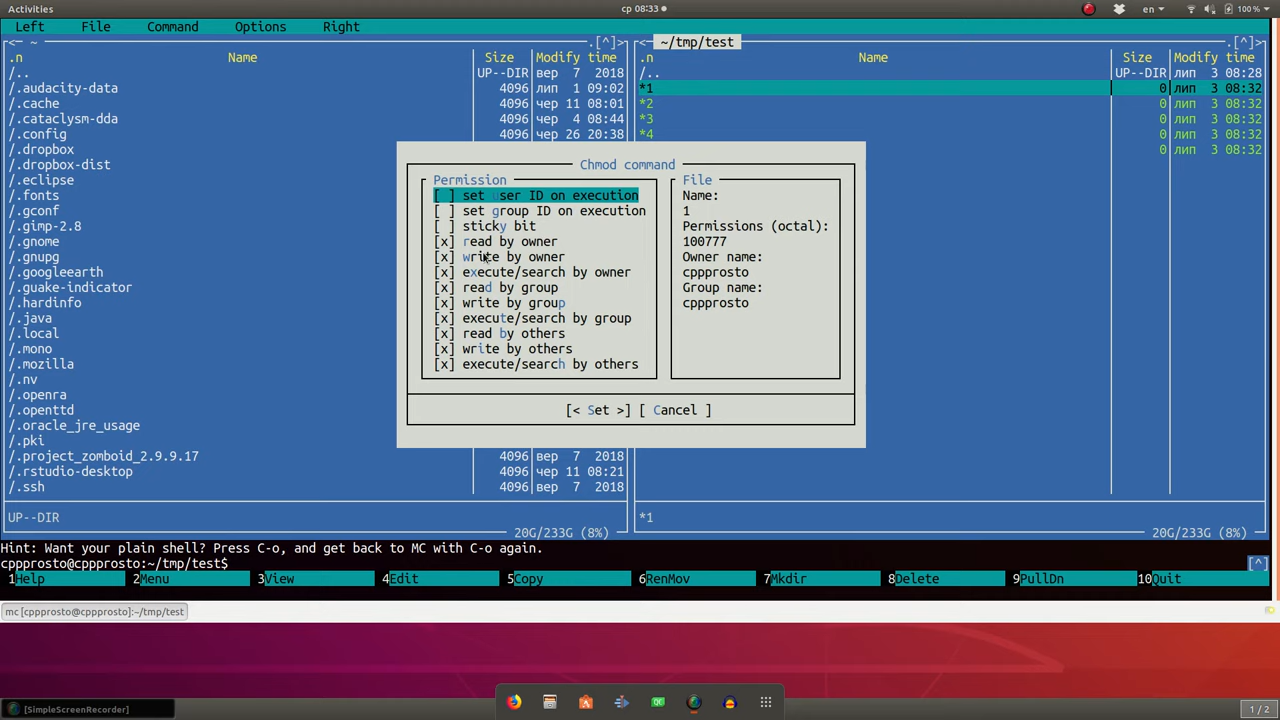 Activities
ср 08:33
en
100 %
Left File Command Options Right
<─ ~ .[^]>
.n Name Size Modify time
/.. UP--DIR вер 7 2018
/.audacity-data 4096 лип 1 09:02
/.cache 4096 чер 11 08:01
/.cataclysm-dda 4096 чер 4 08:44
/.config 4096 чер 26 20:38
/.dropbox
/.dropbox-dist
/.eclipse
/.fonts
/.gconf
/.gimp-2.8
/.gnome
/.gnupg
/.googleearth
/.guake-indicator
/.hardinfo
/.java
/.local
/.mono
/.mozilla
/.nv
/.openra
/.openttd
/.oracle_jre_usage
/.pki
/.project_zomboid_2.9.9.17 4096 вер 7 2018
/.rstudio-desktop 4096 чер 11 08:21
/.ssh 4096 вер 7 2018
UP--DIR
20G/233G (8%)
<─ ~/tmp/test .[^]>
.n Name Size Modify time
/.. UP--DIR лип 3 08:28
*1 0 лип 3 08:32
*2 0 лип 3 08:32
*3 0 лип 3 08:32
*4 0 лип 3 08:32
0 лип 3 08:32
*1
20G/233G (8%)
Chmod command
Permission
[ ] set user ID on execution
[ ] set group ID on execution
[ ] sticky bit
[x] read by owner
[x] write by owner
[x] execute/search by owner
[x] read by group
[x] write by group
[x] execute/search by group
[x] read by others
[x] write by others
[x] execute/search by others
File
Name:
1
Permissions (octal):
100777
Owner name:
cppprosto
Group name:
cppprosto
[< Set >] [ Cancel ]
Hint: Want your plain shell? Press C-o, and get back to MC with C-o again.
cppprosto@cppprosto:~/tmp/test$ [^]
1Help 2Menu 3View 4Edit 5Copy 6RenMov 7Mkdir 8Delete 9PullDn 10Quit
mc [cppprosto@cppprosto]:~/tmp/test
[SimpleScreenRecorder]
1 / 2